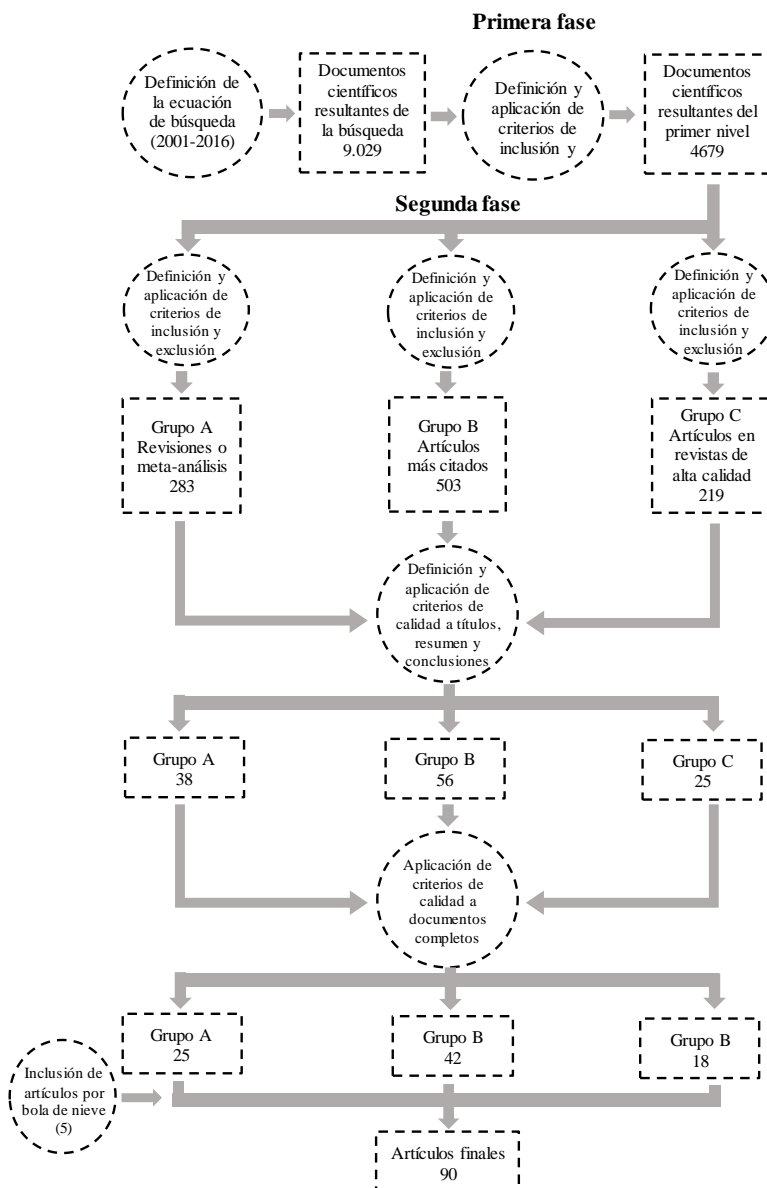 Primera fase
Definición de
la ecuación
de búsqueda
(2001-2016)
Documentos
científicos
resultantes de
la búsqueda
9.029
Definición y
aplicación de
criterios de
inclusión y
Documentos
científicos
resultantes del
primer nivel
4679
Segunda fase
Definición y
aplicación de
criterios de
inclusión y
exclusión
Definición y
aplicación de
criterios de
inclusión y
exclusión
Definición y
aplicación de
criterios de
inclusión y
exclusión
Grupo A
Revisiones o
meta-análisis
283
Grupo B
Artículos
más citados
503
Grupo C
Artículos en
revistas de
alta calidad
219
Definición y
aplicación de
criterios de
calidad a títulos,
resumen y
conclusiones
Grupo A
38
Grupo B
56
Grupo C
25
Aplicación de
criterios de
calidad a
documentos
completos
Grupo A
25
Grupo B
42
Grupo B
18
Inclusión de
artículos por
bola de nieve
(5)
Artículos finales
90